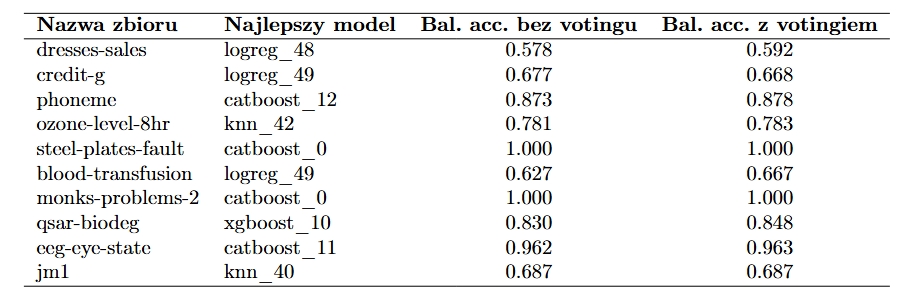 Nazwa zbioru Najlepszy model Bal. acc. bez votingu Bal. acc. z votingiem
dresses-sales logreg_48 0.578 0.592
credit-g logreg_49 0.677 0.668
phoneme catboost_12 0.873 0.878
ozone-level-8hr knn_42 0.781 0.783
steel-plates-fault catboost_0 1.000 1.000
blood-transfusion logreg_49 0.627 0.667
monks-problems-2 catboost_0 1.000 1.000
qsar-biodeg xgboost_10 0.830 0.848
eeg-eye-state catboost_11 0.962 0.963
jm1 knn_40 0.687 0.687